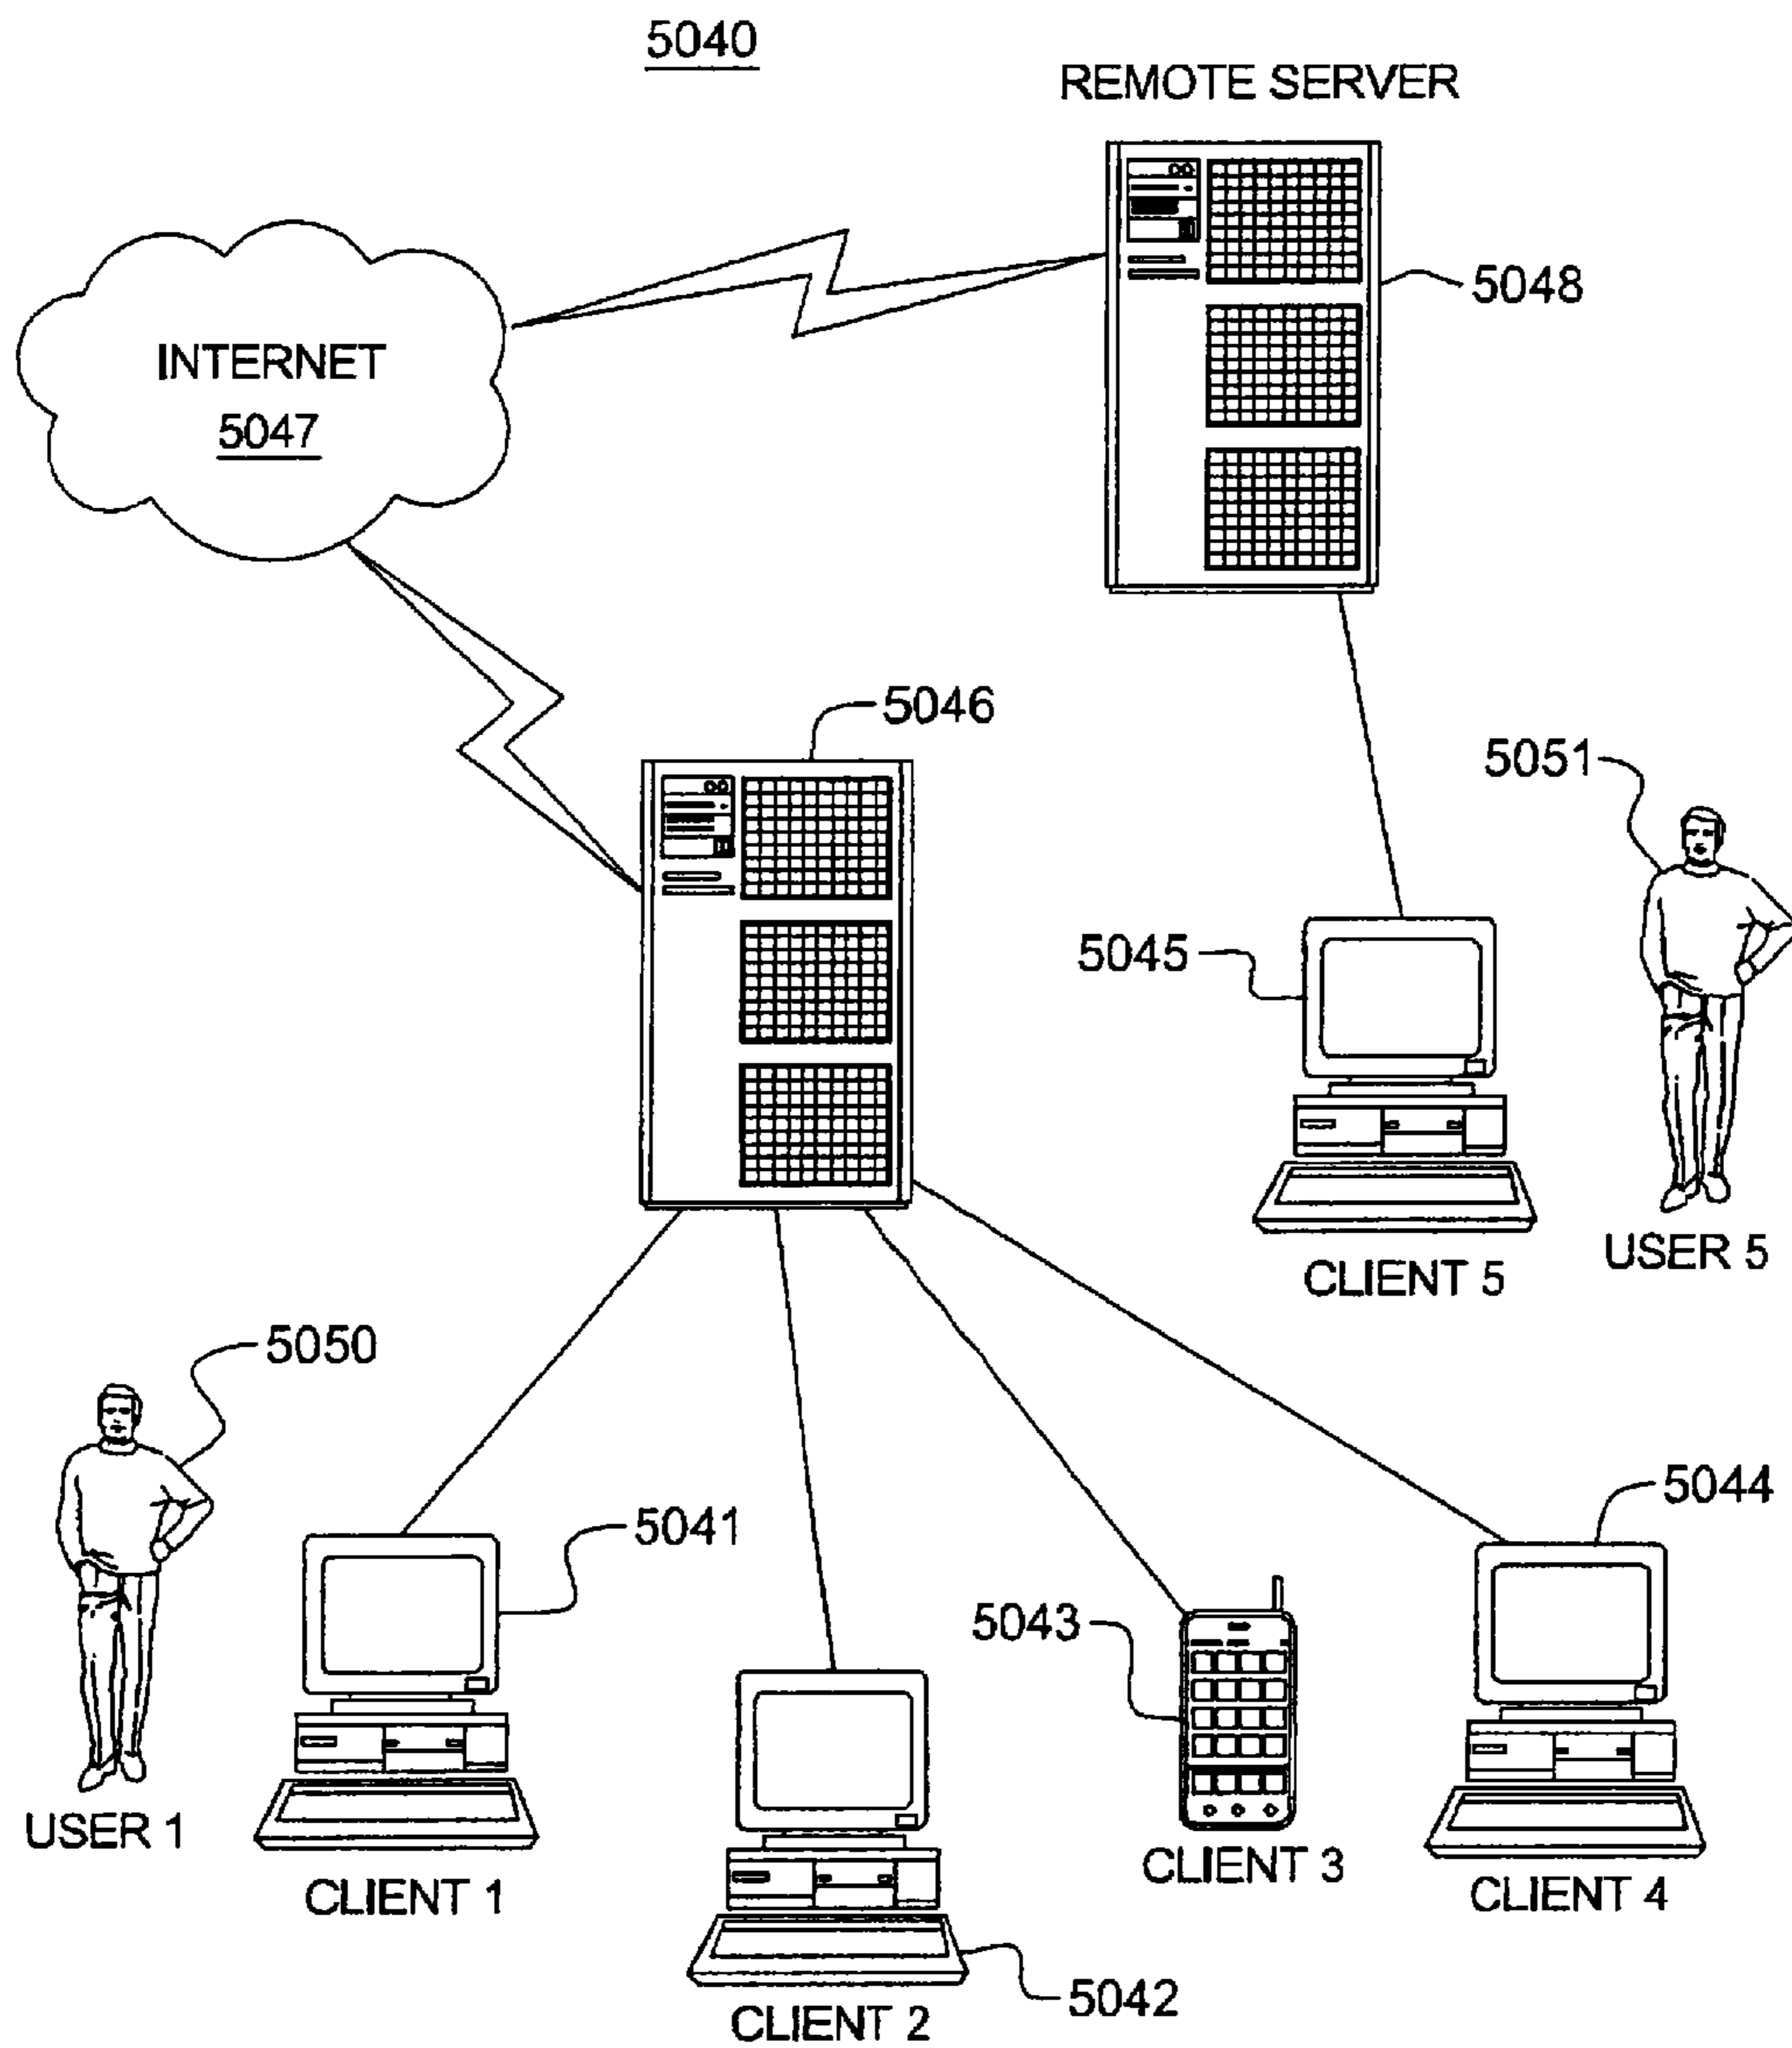 5040
REMOTE SERVER
5048
INTERNET
5047
5046
5051
5045
USER 5
CLIENT 5
5050
5044
5041
5043
USER 1
CLIENT 3
CLIENT 1
CLIENT 4
5042
CLIENT 2